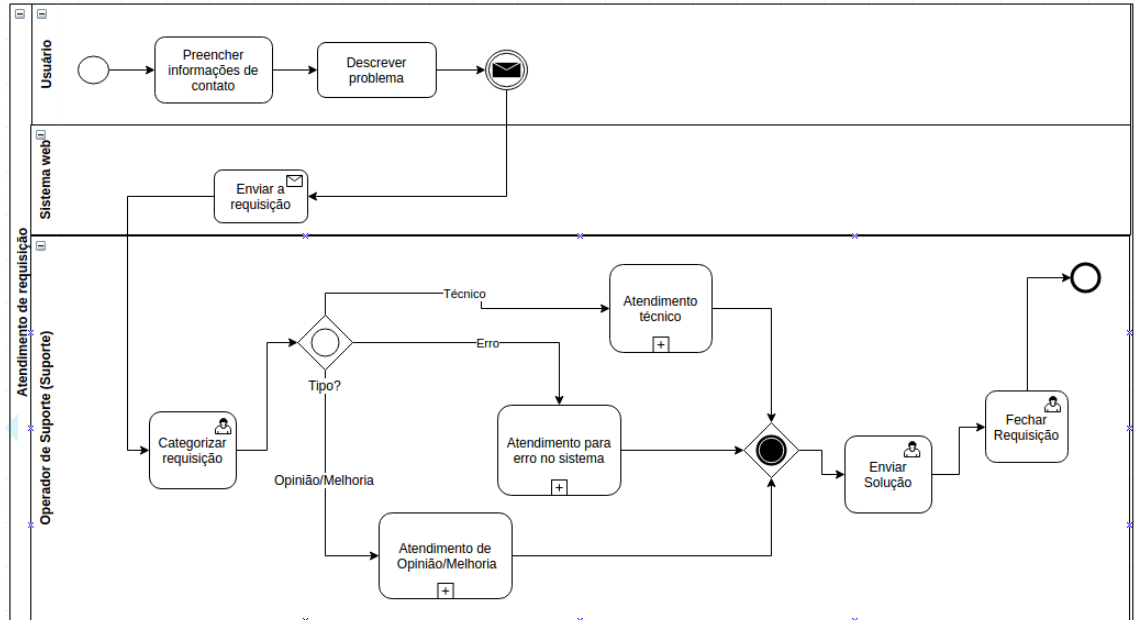 Atendimento de requisição
Usuário
Preencher
informações de
contato
Descrever
problema
Sistema web
Enviar a
requisição
Operador de Suporte (Suporte)
Categorizar
requisição
Tipo?
Técnico
Erro
Opinião/Melhoria
Atendimento
técnico
Atendimento para
erro no sistema
Atendimento de
Opinião/Melhoria
Enviar
Solução
Fechar
Requisição